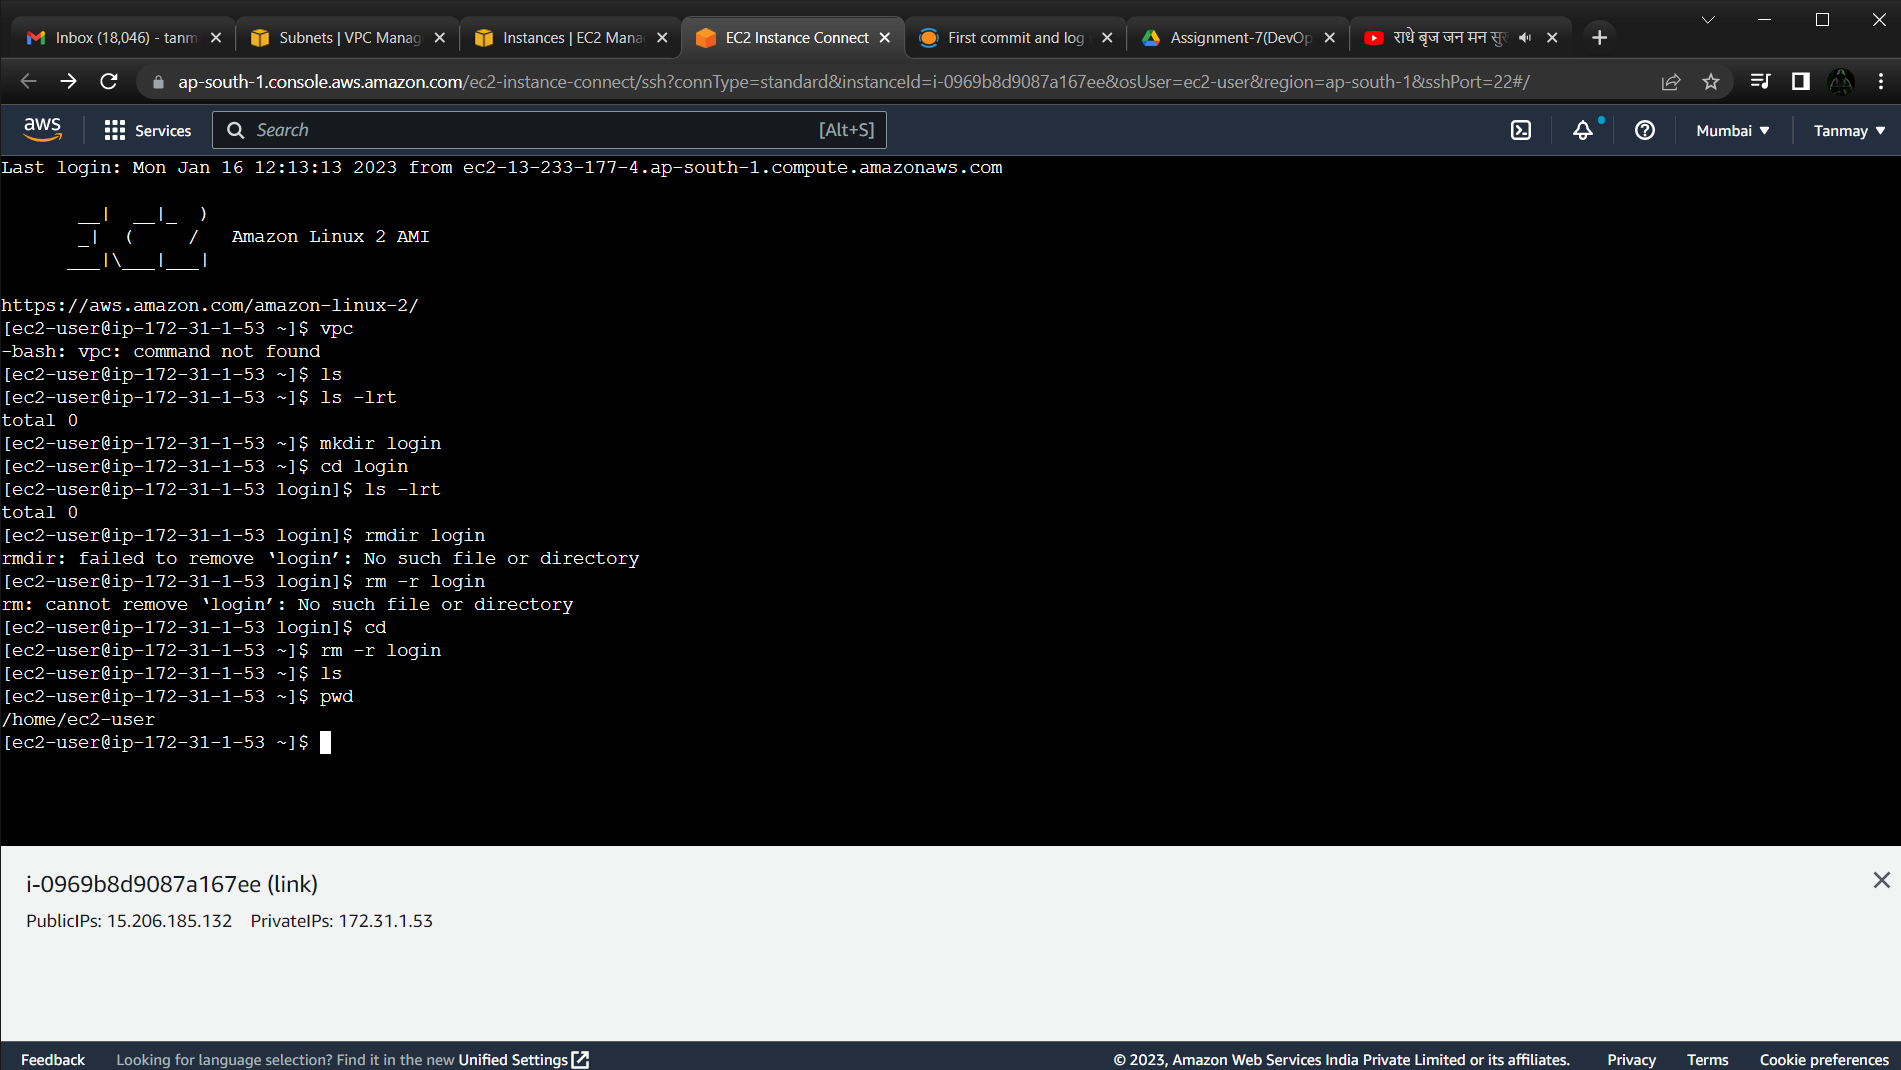 Inbox (18,046) - tanm
Subnets | VPC Manag
Instances | EC2 Mana
EC2 Instance Connect
First commit and log
Assignment-7(DevOp
राधे बृज जन मन सु
ap-south-1.console.aws.amazon.com/ec2-instance-connect/ssh?connType=standard&instanceId=i-0969b8d9087a167ee&osUser=ec2-user&region=ap-south-1&sshPort=22#/
aws
Services
Search
[Alt+S]
Mumbai
Tanmay
Last login: Mon Jan 16 12:13:13 2023 from ec2-13-233-177-4.ap-south-1.compute.amazonaws.com
       __|  __|_  )
       _|  (     /   Amazon Linux 2 AMI
      ___|\___|___|
https://aws.amazon.com/amazon-linux-2/
[ec2-user@ip-172-31-1-53 ~]$ vpc
-bash: vpc: command not found
[ec2-user@ip-172-31-1-53 ~]$ ls
[ec2-user@ip-172-31-1-53 ~]$ ls -lrt
total 0
[ec2-user@ip-172-31-1-53 ~]$ mkdir login
[ec2-user@ip-172-31-1-53 ~]$ cd login
[ec2-user@ip-172-31-1-53 login]$ ls -lrt
total 0
[ec2-user@ip-172-31-1-53 login]$ rmdir login
rmdir: failed to remove ‘login’: No such file or directory
[ec2-user@ip-172-31-1-53 login]$ rm -r login
rm: cannot remove ‘login’: No such file or directory
[ec2-user@ip-172-31-1-53 login]$ cd
[ec2-user@ip-172-31-1-53 ~]$ rm -r login
[ec2-user@ip-172-31-1-53 ~]$ ls
[ec2-user@ip-172-31-1-53 ~]$ pwd
/home/ec2-user
[ec2-user@ip-172-31-1-53 ~]$
i-0969b8d9087a167ee (link)
PublicIPs: 15.206.185.132 PrivateIPs: 172.31.1.53
Feedback
Looking for language selection? Find it in the new Unified Settings
© 2023, Amazon Web Services India Private Limited or its affiliates.
Privacy
Terms
Cookie preferences